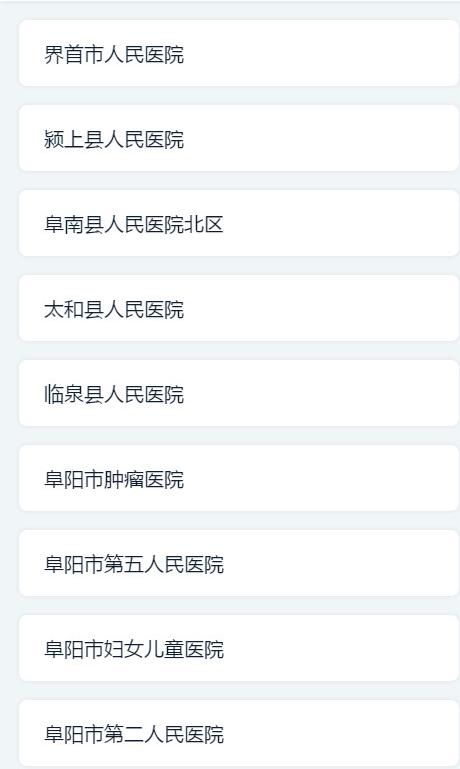 界首市人民医院
颍上县人民医院
阜南县人民医院北区
太和县人民医院
临泉县人民医院
阜阳市肿瘤医院
阜阳市第五人民医院
阜阳市妇女儿童医院
阜阳市第二人民医院